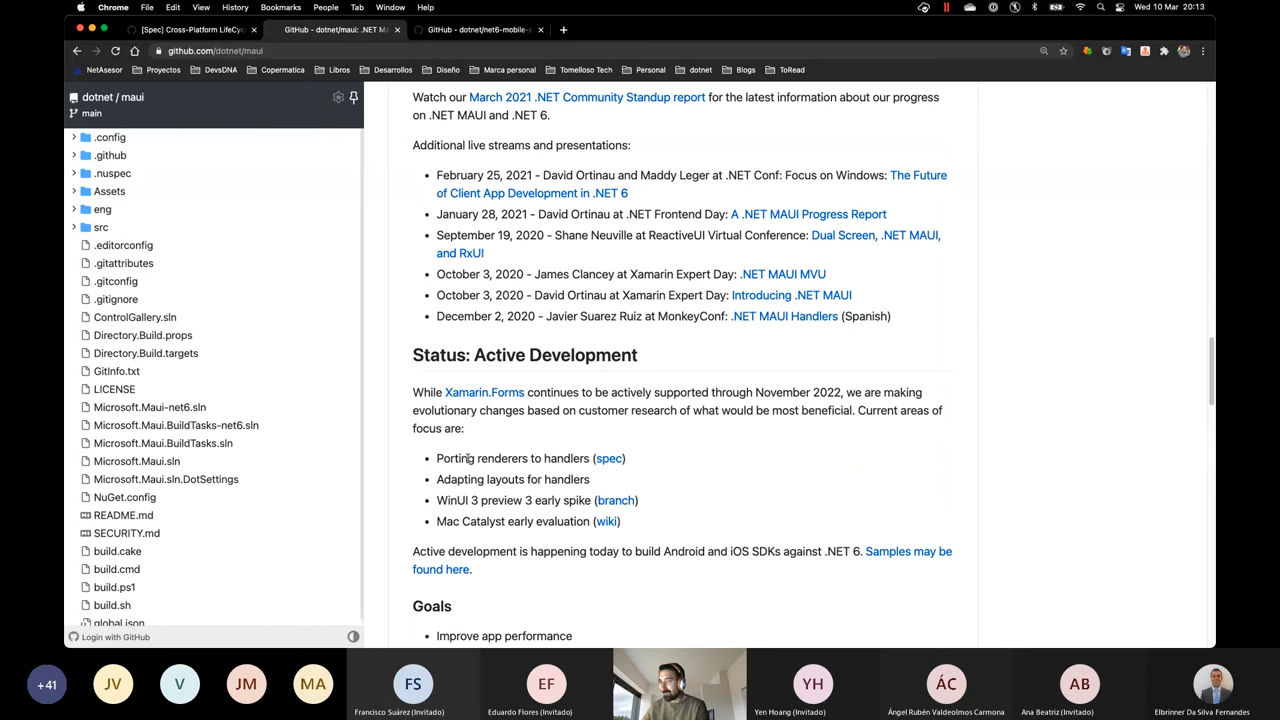 Chrome File Edit View History Bookmarks People Tab Window Help Wed 10 Mar 20:13
[Spec] Cross-Platform LifeCyc × GitHub - dotnet/maui: .NET M × GitHub - dotnet/net6-mobile-s × +
github.com/dotnet/maui
NetAsesor Proyectos DevsDNA Copermatica Libros Desarrollos Diseño Marca personal Tomelloso Tech Personal dotnet Blogs ToRead
dotnet / maui
main
.config
.github
.nuspec
Assets
eng
src
.editorconfig
.gitattributes
.gitconfig
.gitignore
ControlGallery.sln
Directory.Build.props
Directory.Build.targets
GitInfo.txt
LICENSE
Microsoft.Maui-net6.sln
Microsoft.Maui.BuildTasks-net6.sln
Microsoft.Maui.BuildTasks.sln
Microsoft.Maui.sln
Microsoft.Maui.sln.DotSettings
NuGet.config
README.md
SECURITY.md
build.cake
build.cmd
build.ps1
build.sh
global.json
Login with GitHub
Watch our March 2021 .NET Community Standup report for the latest information about our progress
on .NET MAUI and .NET 6.
Additional live streams and presentations:
• February 25, 2021 - David Ortinau and Maddy Leger at .NET Conf: Focus on Windows: The Future
of Client App Development in .NET 6
• January 28, 2021 - David Ortinau at .NET Frontend Day: A .NET MAUI Progress Report
• September 19, 2020 - Shane Neuville at ReactiveUI Virtual Conference: Dual Screen, .NET MAUI,
and RxUI
• October 3, 2020 - James Clancey at Xamarin Expert Day: .NET MAUI MVU
• October 3, 2020 - David Ortinau at Xamarin Expert Day: Introducing .NET MAUI
• December 2, 2020 - Javier Suarez Ruiz at MonkeyConf: .NET MAUI Handlers (Spanish)
Status: Active Development
While Xamarin.Forms continues to be actively supported through November 2022, we are making
evolutionary changes based on customer research of what would be most beneficial. Current areas of
focus are:
• Porting renderers to handlers (spec)
• Adapting layouts for handlers
• WinUI 3 preview 3 early spike (branch)
• Mac Catalyst early evaluation (wiki)
Active development is happening today to build Android and iOS SDKs against .NET 6. Samples may be
found here.
Goals
• Improve app performance
+41 JV V JM MA FS EF YH ÁC AB
Francisco Suárez (Invitado) Eduardo Flores (Invitado) Yen Hoang (Invitado) Ángel Rubén Valdeolmos Carmona Ana Beatriz (Invitado) Elbrinner Da Silva Fernandes